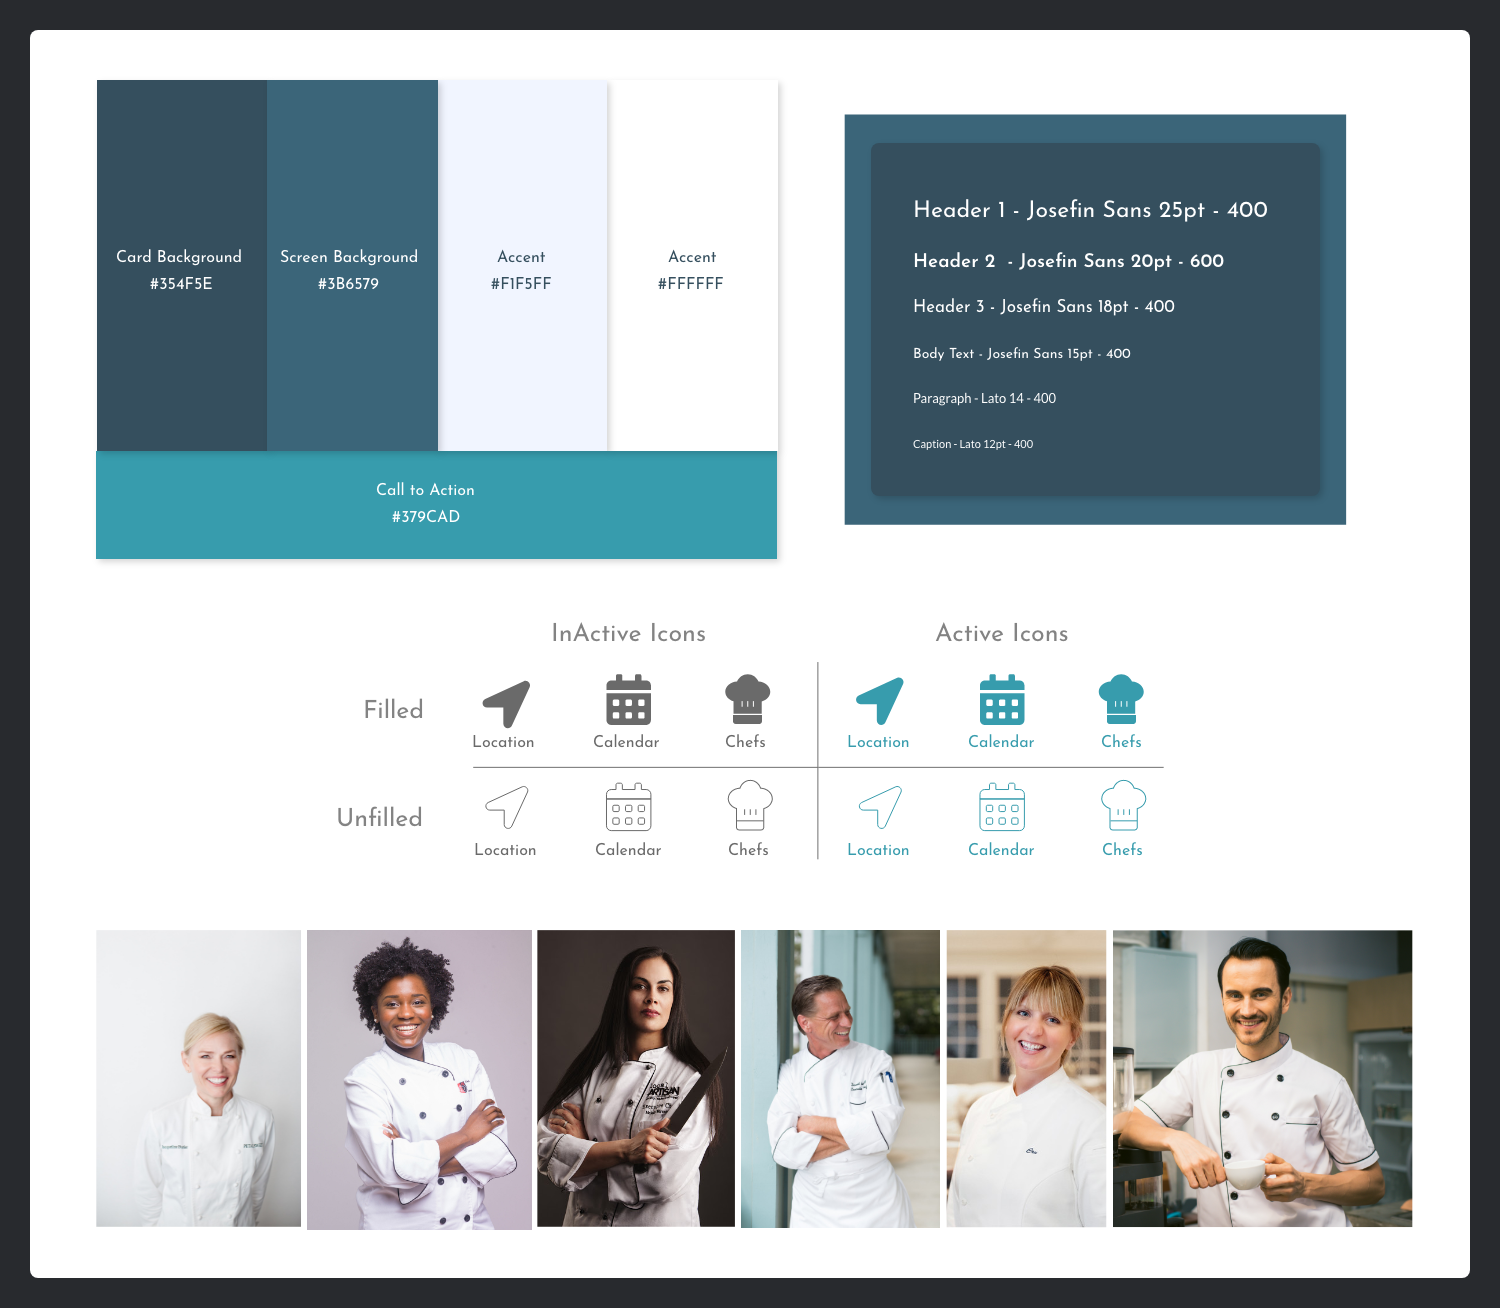 Card Background
#354F5E
Screen Background
#3B6579
Accent
#F1F5FF
Accent
#FFFFFF
Call to Action
#379CAD
Header 1 - Josefin Sans 25pt - 400
Header 2  - Josefin Sans 20pt - 600
Header 3 - Josefin Sans 18pt - 400
Body Text - Josefin Sans 15pt - 400
Paragraph - Lato 14 - 400
Caption - Lato 12pt - 400
InActive Icons
Active Icons
Filled
Location
Calendar
Chefs
Location
Calendar
Chefs
Unfilled
Location
Calendar
Chefs
Location
Calendar
Chefs
ARTISAN